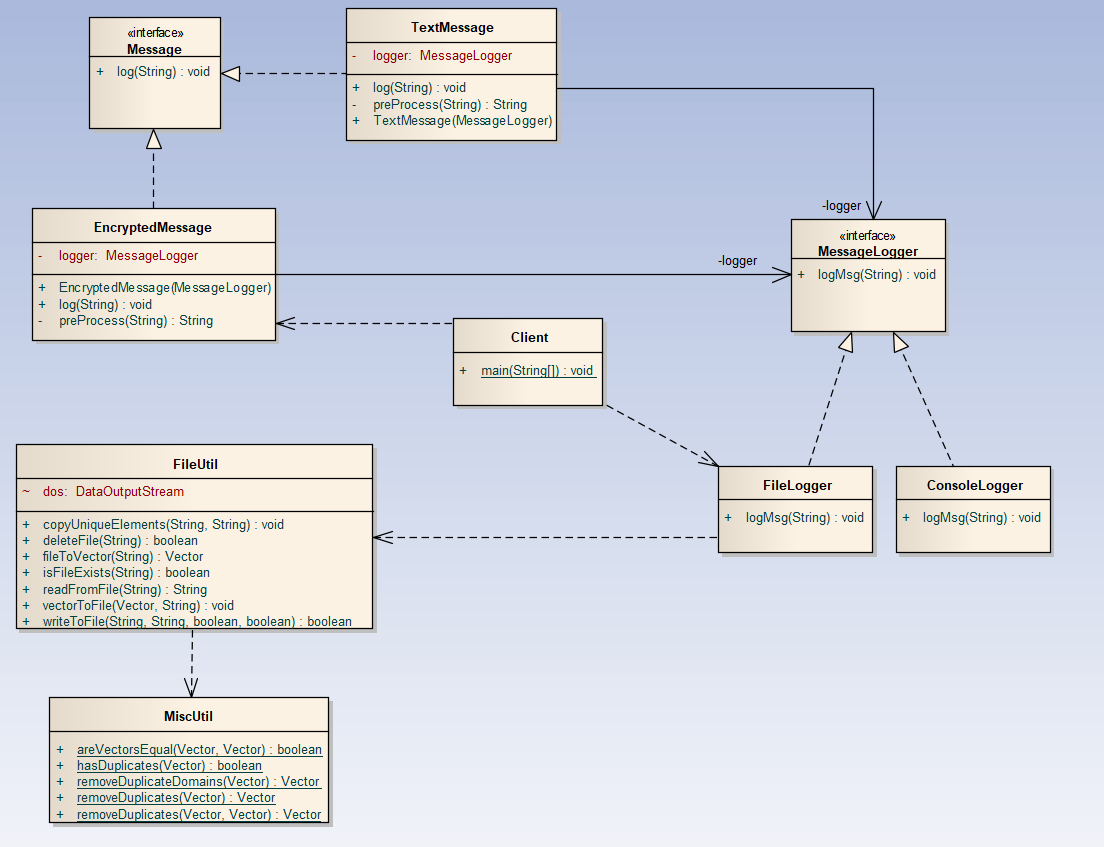 «interface»
Message
+ log(String) : void
TextMessage
- logger: MessageLogger
+ log(String) : void
- preProcess(String) : String
+ TextMessage(MessageLogger)
-logger
EncryptedMessage
- logger: MessageLogger
+ EncryptedMessage(MessageLogger)
+ log(String) : void
- preProcess(String) : String
-logger
«interface»
MessageLogger
+ logMsg(String) : void
Client
+ main(String[]) : void
FileUtil
~ dos: DataOutputStream
+ copyUniqueElements(String, String) : void
+ deleteFile(String) : boolean
+ fileToVector(String) : Vector
+ isFileExists(String) : boolean
+ readFromFile(String) : String
+ vectorToFile(Vector, String) : void
+ writeToFile(String, String, boolean, boolean) : boolean
FileLogger
+ logMsg(String) : void
ConsoleLogger
+ logMsg(String) : void
MiscUtil
+ areVectorsEqual(Vector, Vector) : boolean
+ hasDuplicates(Vector) : boolean
+ removeDuplicateDomains(Vector) : Vector
+ removeDuplicates(Vector) : Vector
+ removeDuplicates(Vector, Vector) : Vector